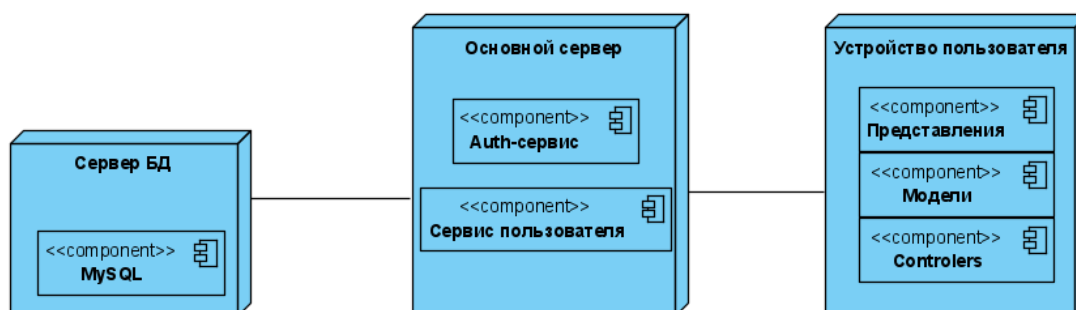 Сервер БД
<<component>>
MySQL
Основной сервер
<<component>>
Auth-сервис
<<component>>
Сервис пользователя
Устройство пользователя
<<component>>
Представления
<<component>>
Модели
<<component>>
Controlers